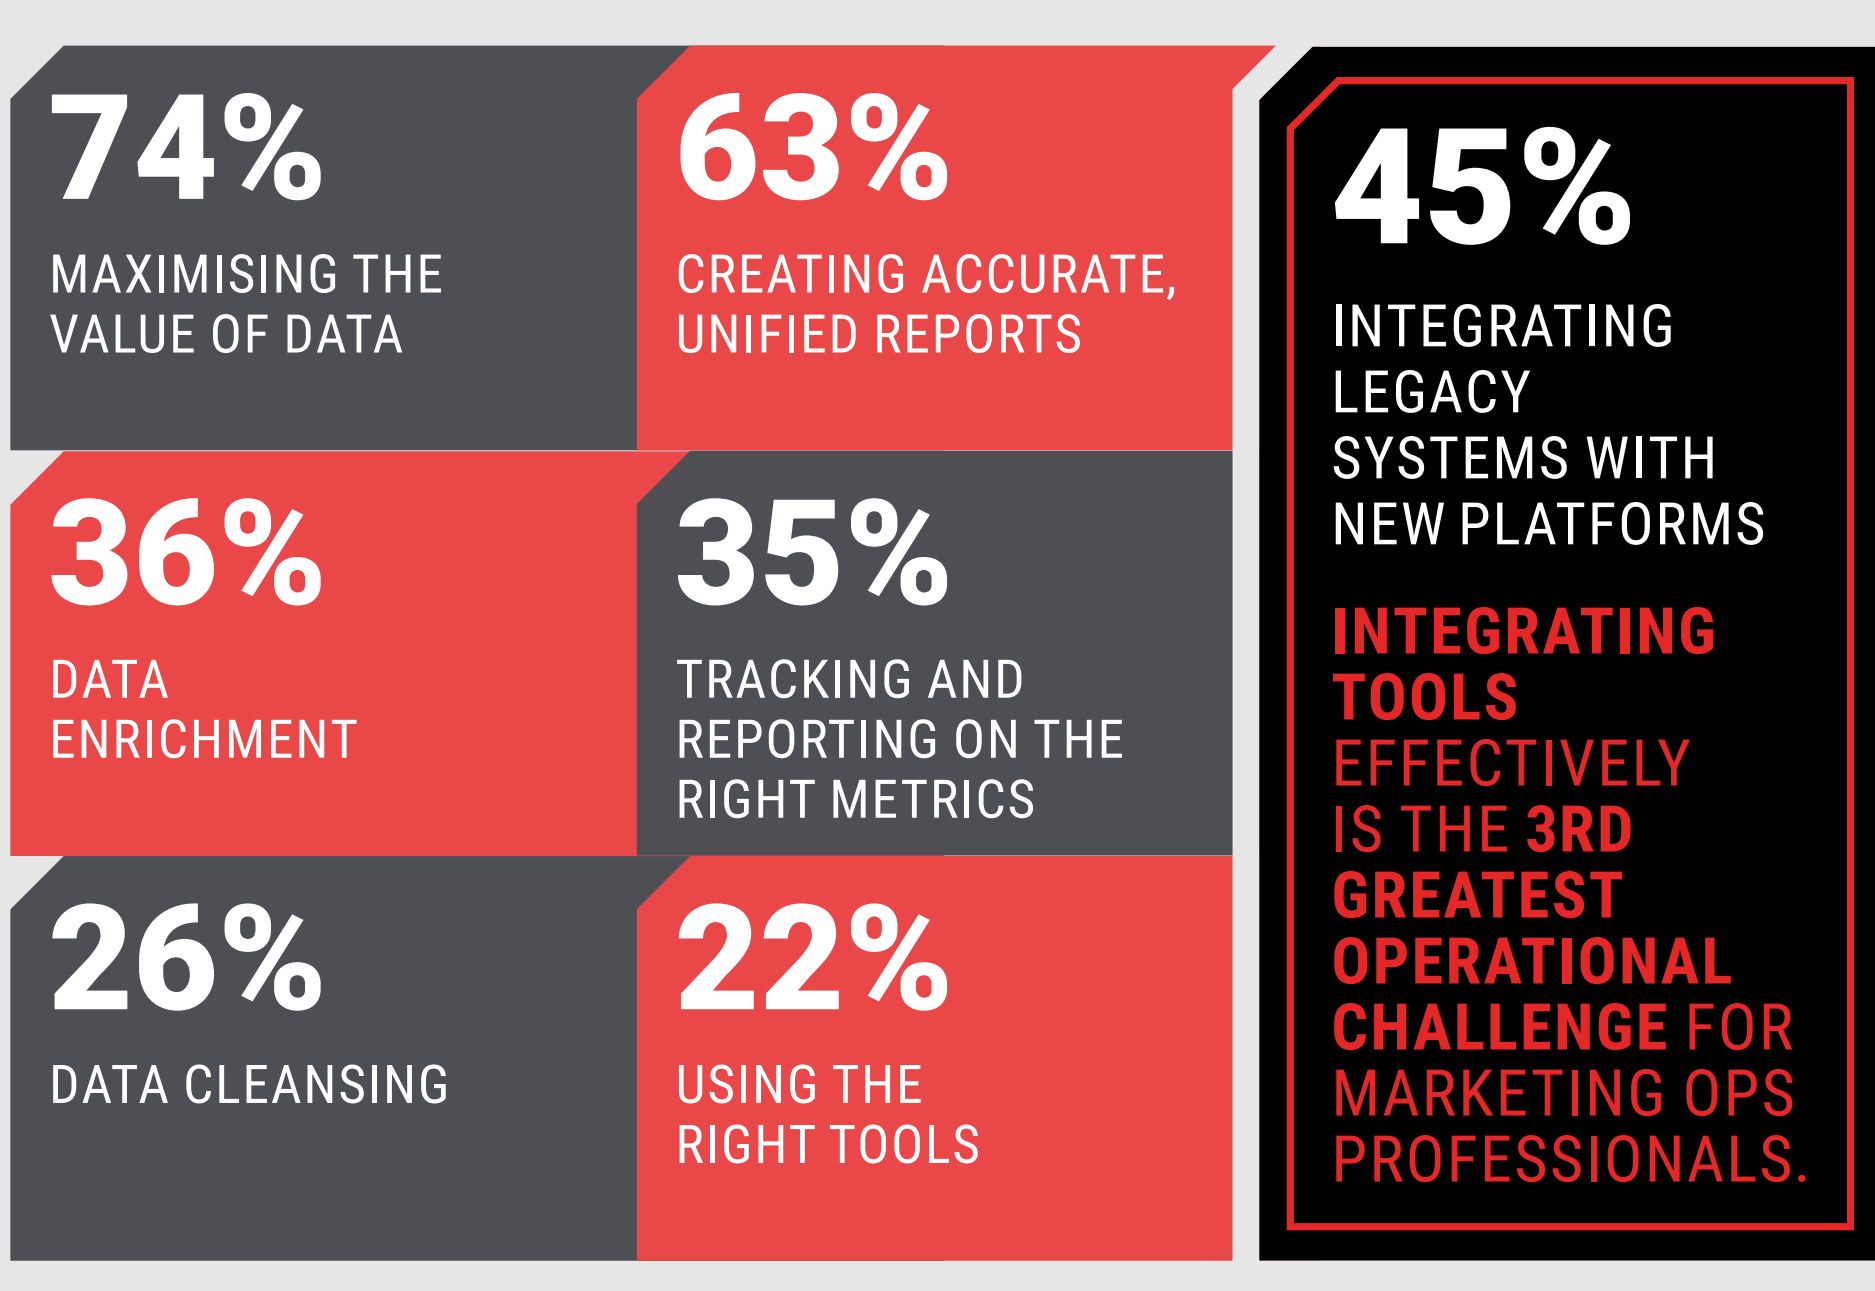 74%
MAXIMISING THE
VALUE OF DATA
63%
CREATING ACCURATE,
UNIFIED REPORTS
36%
DATA
ENRICHMENT
35%
TRACKING AND
REPORTING ON THE
RIGHT METRICS
26%
DATA CLEANSING
22%
USING THE
RIGHT TOOLS
45%
INTEGRATING
LEGACY
SYSTEMS WITH
NEW PLATFORMS
INTEGRATING
TOOLS
EFFECTIVELY
IS THE 3RD
GREATEST
OPERATIONAL
CHALLENGE FOR
MARKETING OPS
PROFESSIONALS.